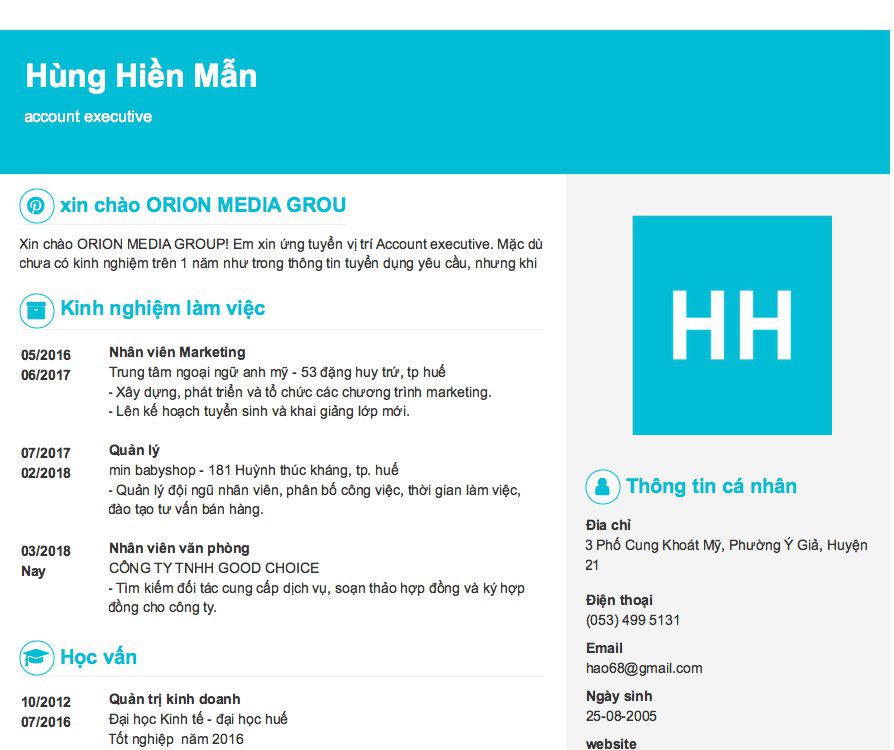 Hùng Hiền Mẫn
account executive
xin chào ORION MEDIA GROU
Xin chào ORION MEDIA GROUP! Em xin ứng tuyển vị trí Account executive. Mặc dù
chưa có kinh nghiệm trên 1 năm như trong thông tin tuyển dụng yêu cầu, nhưng khi
Kinh nghiệm làm việc
05/2016
06/2017
Nhân viên Marketing
Trung tâm ngoại ngữ anh mỹ - 53 đặng huy trứ, tp huế
- Xây dựng, phát triển và tổ chức các chương trình marketing.
- Lên kế hoạch tuyển sinh và khai giảng lớp mới.
07/2017
02/2018
Quản lý
min babyshop - 181 Huỳnh thúc kháng, tp. huế
- Quản lý đội ngũ nhân viên, phân bố công việc, thời gian làm việc,
đào tạo tư vấn bán hàng.
03/2018
Nay
Nhân viên văn phòng
CÔNG TY TNHH GOOD CHOICE
- Tìm kiếm đối tác cung cấp dịch vụ, soạn thảo hợp đồng và ký hợp
đồng cho công ty.
Học vấn
10/2012
07/2016
Quản trị kinh doanh
Đại học Kinh tế - đại học huế
Tốt nghiệp năm 2016
HH
Thông tin cá nhân
Địa chỉ
3 Phố Cung Khoát Mỹ, Phường Ý Giả, Huyện
21
Điện thoại
(053) 499 5131
Email
hao68@gmail.com
Ngày sinh
25-08-2005
website